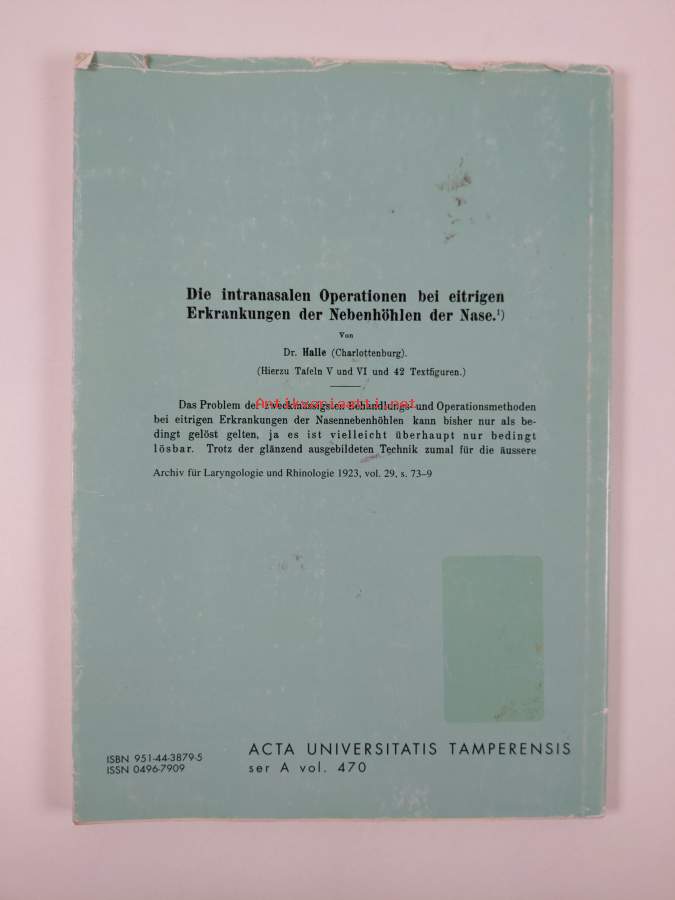 Die intranasalen Operationen bei eitrigen
Erkrankungen der Nebenhöhlen der Nase.¹)
Von
Dr. Halle (Charlottenburg).
(Hierzu Tafeln V und VI und 42 Textfiguren.)
Antikvariaatti.net
Das Problem der zweckmässigsten Behandlungs- und Operationsmethoden
bei eitrigen Erkrankungen der Nasennebenhöhlen kann bisher nur als be-
dingt gelöst gelten, ja es ist vielleicht überhaupt nur bedingt
lösbar. Trotz der glänzend ausgebildeten Technik zumal für die äussere
Archiv für Laryngologie und Rhinologie 1923, vol. 29, s. 73–9
ISBN 951-44-3879-5
ISSN 0496-7909
ACTA UNIVERSITATIS TAMPERENSIS
ser A vol. 470